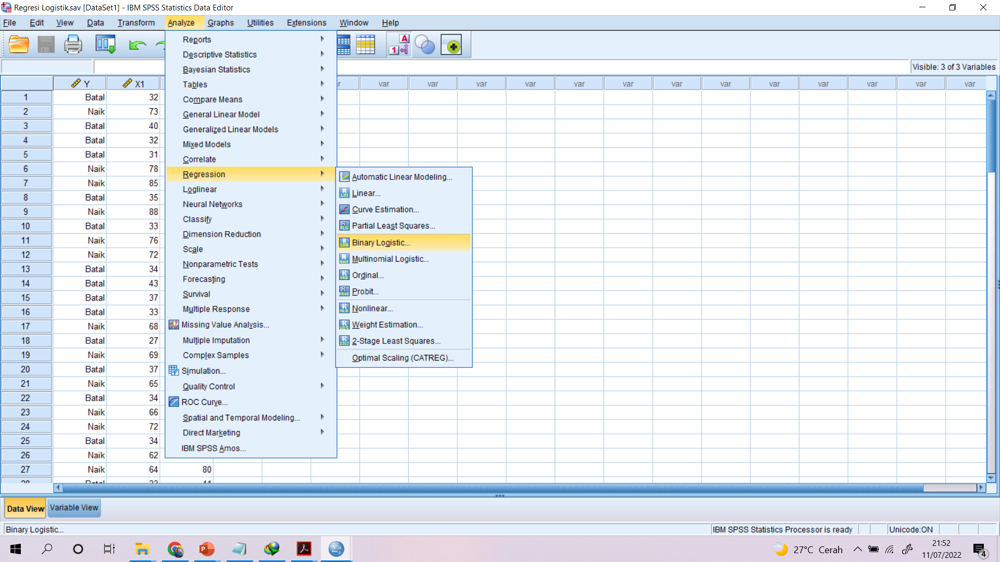 Regresi Logistik.sav [DataSet1] - IBM SPSS Statistics Data Editor
File Edit View Data Transform Analyze Graphs Utilities Extensions Window Help
Visible: 3 of 3 Variables
Y X1 var var var var var var var var var var var var var
1 Batal 32
2 Naik 73
3 Batal 40
4 Batal 32
5 Batal 31
6 Naik 78
7 Naik 85
8 Batal 35
9 Naik 88
10 Batal 33
11 Naik 76
12 Naik 72
13 Batal 34
14 Batal 43
15 Batal 37
16 Batal 33
17 Naik 68
18 Batal 27
19 Naik 69
20 Batal 37
21 Naik 65
22 Batal 34
23 Naik 66
24 Naik 72
25 Batal 34
26 Naik 62
27 Naik 64 80
Reports
Descriptive Statistics
Bayesian Statistics
Tables
Compare Means
General Linear Model
Generalized Linear Models
Mixed Models
Correlate
Regression
Loglinear
Neural Networks
Classify
Dimension Reduction
Scale
Nonparametric Tests
Forecasting
Survival
Multiple Response
Missing Value Analysis...
Multiple Imputation
Complex Samples
Simulation...
Quality Control
ROC Curve...
Spatial and Temporal Modeling...
Direct Marketing
IBM SPSS Amos...
Automatic Linear Modeling...
Linear...
Curve Estimation...
Partial Least Squares...
Binary Logistic...
Multinomial Logistic...
Ordinal...
Probit...
Nonlinear...
Weight Estimation...
2-Stage Least Squares...
Optimal Scaling (CATREG)...
Data View Variable View
Binary Logistic... IBM SPSS Statistics Processor is ready Unicode:ON
27°C Cerah
21:52
11/07/2022
4